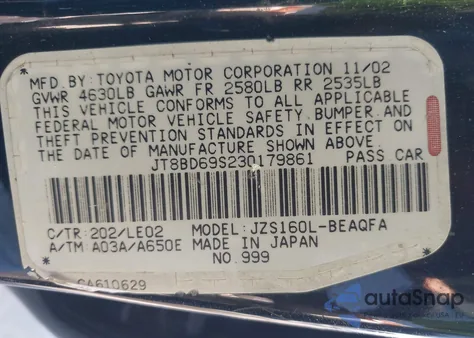 MFD. BY: TOYOTA MOTOR CORPORATION 11/02
GVWR 4630LB GAWR FR 2580LB RR 2535LB
THIS VEHICLE CONFORMS TO ALL APPLICABLE
FEDERAL MOTOR VEHICLE SAFETY, BUMPER, AND
THEFT PREVENTION STANDARDS IN EFFECT ON
THE DATE OF MANUFACTURE SHOWN ABOVE.
JT8BD69S230179861 PASS CAR
C/TR: 202/LE02 MODEL: JZS160L-BEAQFA
A/TM: A03A/A650E MADE IN JAPAN
NO. 999
CA610629
autoSnap